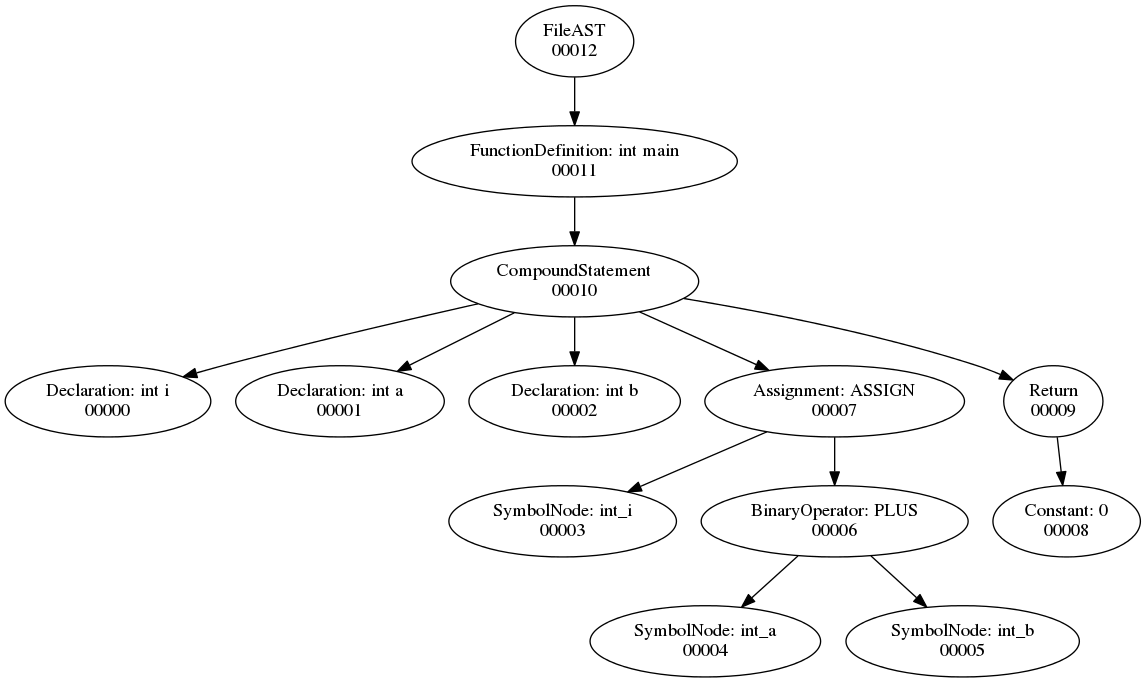 FileAST
00012
FunctionDefinition: int main
00011
CompoundStatement
00010
Declaration: int i
00000
Declaration: int a
00001
Declaration: int b
00002
Assignment: ASSIGN
00007
Return
00009
SymbolNode: int_i
00003
BinaryOperator: PLUS
00006
Constant: 0
00008
SymbolNode: int_a
00004
SymbolNode: int_b
00005